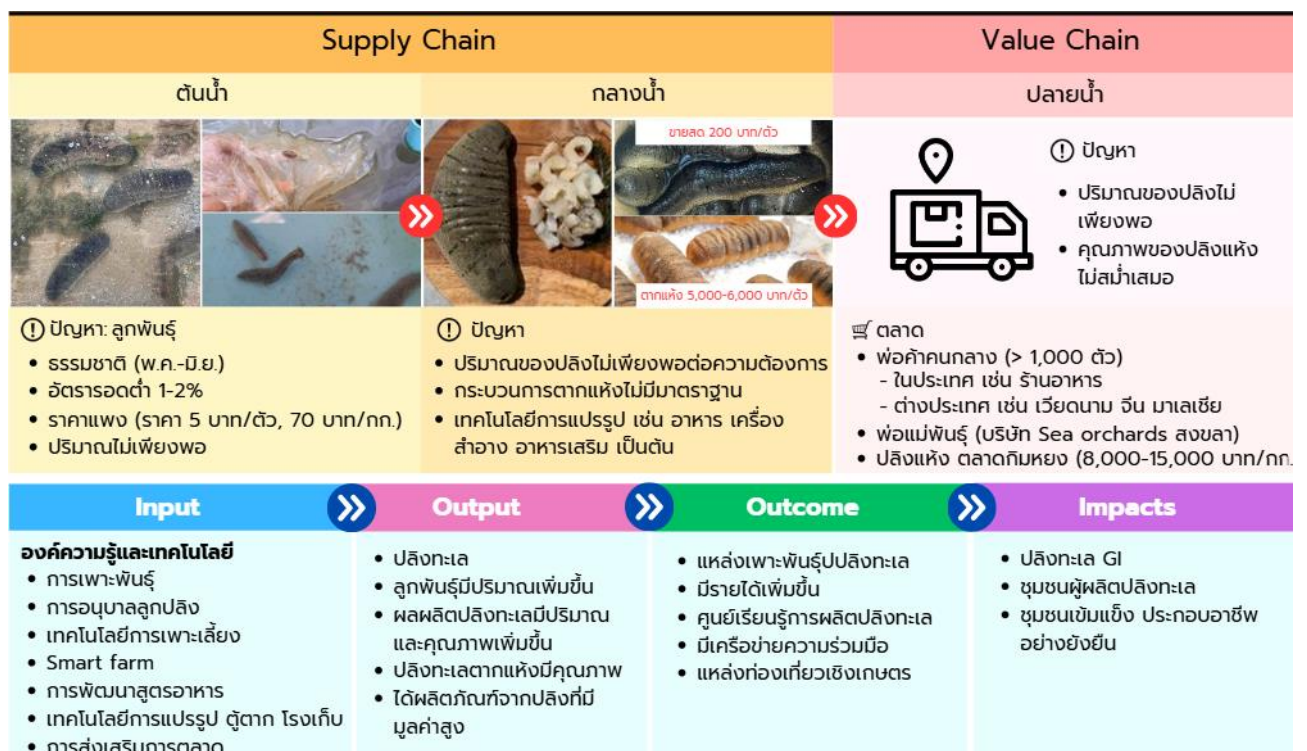 Supply Chain
Value Chain
ต้นน้ำ
กลางน้ำ
ปลายน้ำ
ขายสด 200 บาท/ตัว
ตากแห้ง 5,000-6,000 บาท/ตัว
ปัญหา: ลูกพันธุ์
• ธรรมชาติ (พ.ค.-มิ.ย.)
• อัตรารอดต่ำ 1-2%
• ราคาแพง (ราคา 5 บาท/ตัว, 70 บาท/กก.)
• ปริมาณไม่เพียงพอ
ปัญหา
• ปริมาณของปลิงไม่เพียงพอต่อความต้องการ
• กระบวนการตากแห้งไม่มีมาตราฐาน
• เทคโนโลยีการแปรรูป เช่น อาหาร เครื่อง
สำอาง อาหารเสริม เป็นต้น
ปัญหา
• ปริมาณของปลิงไม่
เพียงพอ
• คุณภาพของปลิงแห้ง
ไม่สม่ำเสมอ
ตลาด
• พ่อค้าคนกลาง (> 1,000 ตัว)
- ในประเทศ เช่น ร้านอาหาร
- ต่างประเทศ เช่น เวียดนาม จีน มาเลเซีย
• พ่อแม่พันธุ์ (บริษัท Sea orchards สงขลา)
• ปลิงแห้ง ตลาดกิมหยง (8,000-15,000 บาท/กก.
Input
Output
Outcome
Impacts
องค์ความรู้และเทคโนโลยี
• การเพาะพันธุ์
• การอนุบาลลูกปลิง
• เทคโนโลยีการเพาะเลี้ยง
• Smart farm
• การพัฒนาสูตรอาหาร
• เทคโนโลยีการแปรรูป ตู้ตาก โรงเก็บ
• การส่งเสริมการตลาด
• ปลิงทะเล
• ลูกพันธุ์มีปริมาณเพิ่มขึ้น
• ผลผลิตปลิงทะเลมีปริมาณ
และคุณภาพเพิ่มขึ้น
• ปลิงทะเลตากแห้งมีคุณภาพ
• ได้ผลิตภัณฑ์จากปลิงที่มี
มูลค่าสูง
• แหล่งเพาะพันธุ์ปปลิงทะเล
• มีรายได้เพิ่มขึ้น
• ศูนย์เรียนรู้การผลิตปลิงทะเล
• มีเครือข่ายความร่วมมือ
• แหล่งท่องเที่ยวเชิงเกษตร
• ปลิงทะเล GI
• ชุมชนผู้ผลิตปลิงทะเล
• ชุมชนเข้มแข็ง ประกอบอาชีพ
อย่างยั่งยืน